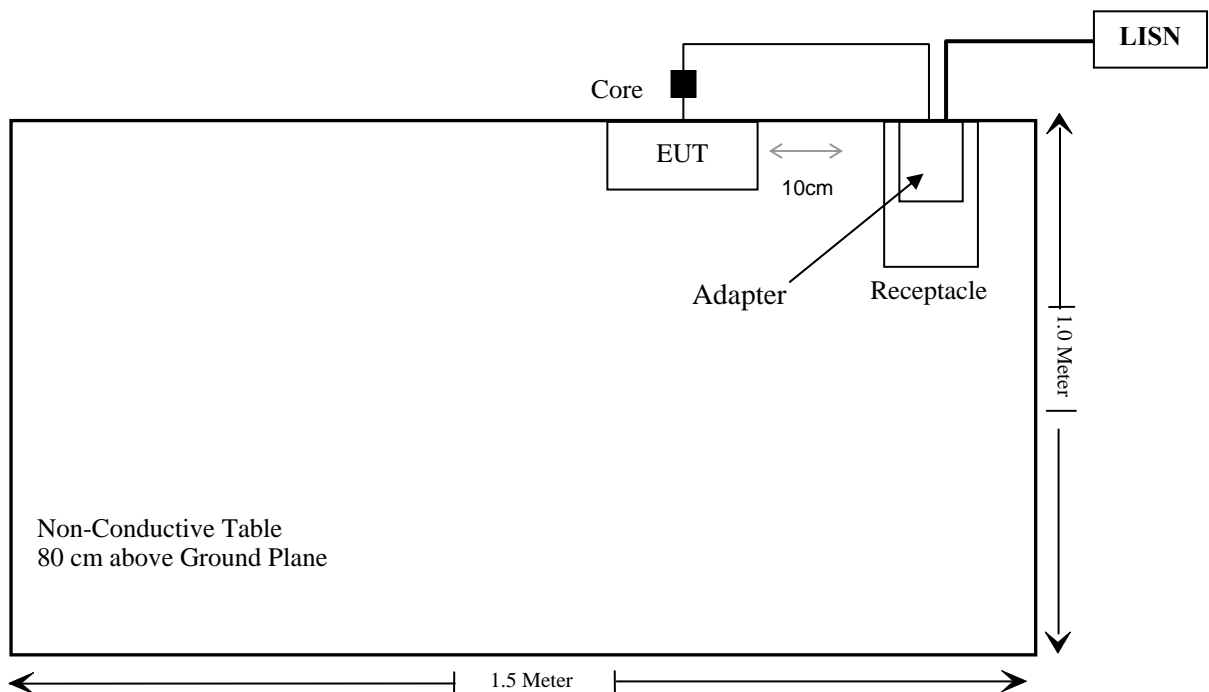 LISN
Core
EUT
10cm
Adapter
Receptacle
1.0 Meter
Non-Conductive Table
80 cm above Ground Plane
1.5 Meter